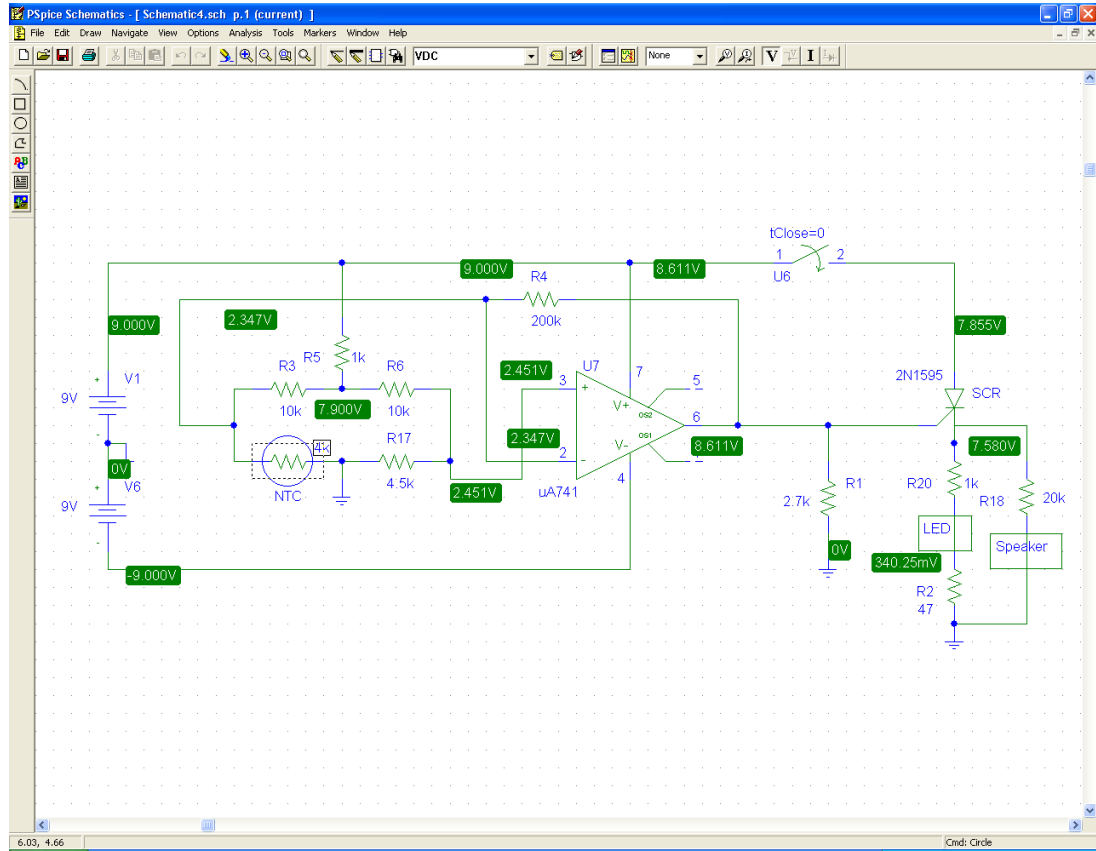 PSpice Schematics - [ Schematic4.sch p.1 (current) ]
File Edit Draw Navigate View Options Analysis Tools Markers Window Help
VDC
None
V
I
tClose=0
1 2
U6
9.000V
8.611V
R4
200k
9.000V
2.347V
7.855V
R5
1k
R3
10k
R6
10k
7.900V
2.451V
U7
3
+
7
5
V+
OS2
6
OS1
V-
2
-
4
uA741
2.347V
8.611V
2N1595
SCR
+
V1
9V
-
0V
+
V6
9V
-
4k
NTC
R17
4.5k
2.451V
-9.000V
R1
2.7k
0V
7.580V
R20
1k
R18
20k
LED
Speaker
340.25mV
R2
47
6.03, 4.66
Cmd: Circle